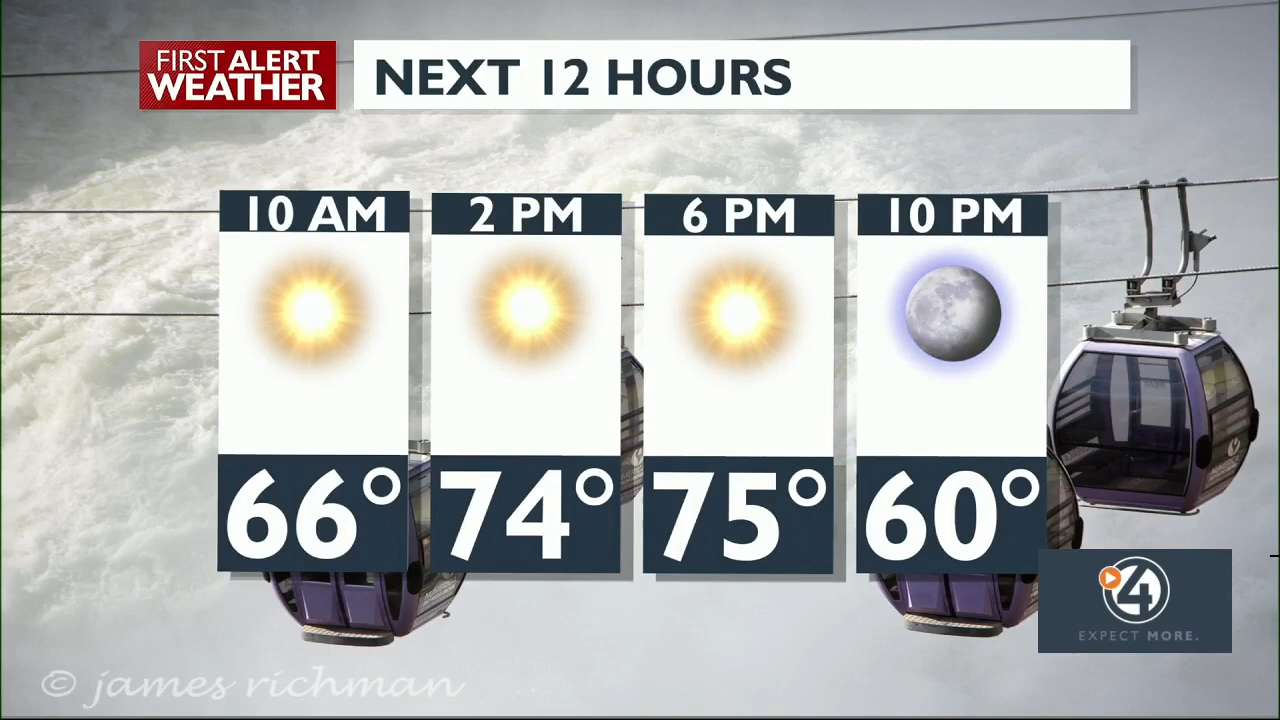 FIRST ALERT
WEATHER
NEXT 12 HOURS
10 AM
2 PM
6 PM
10 PM
66°
74°
75°
60°
4
EXPECT MORE.
© james richman